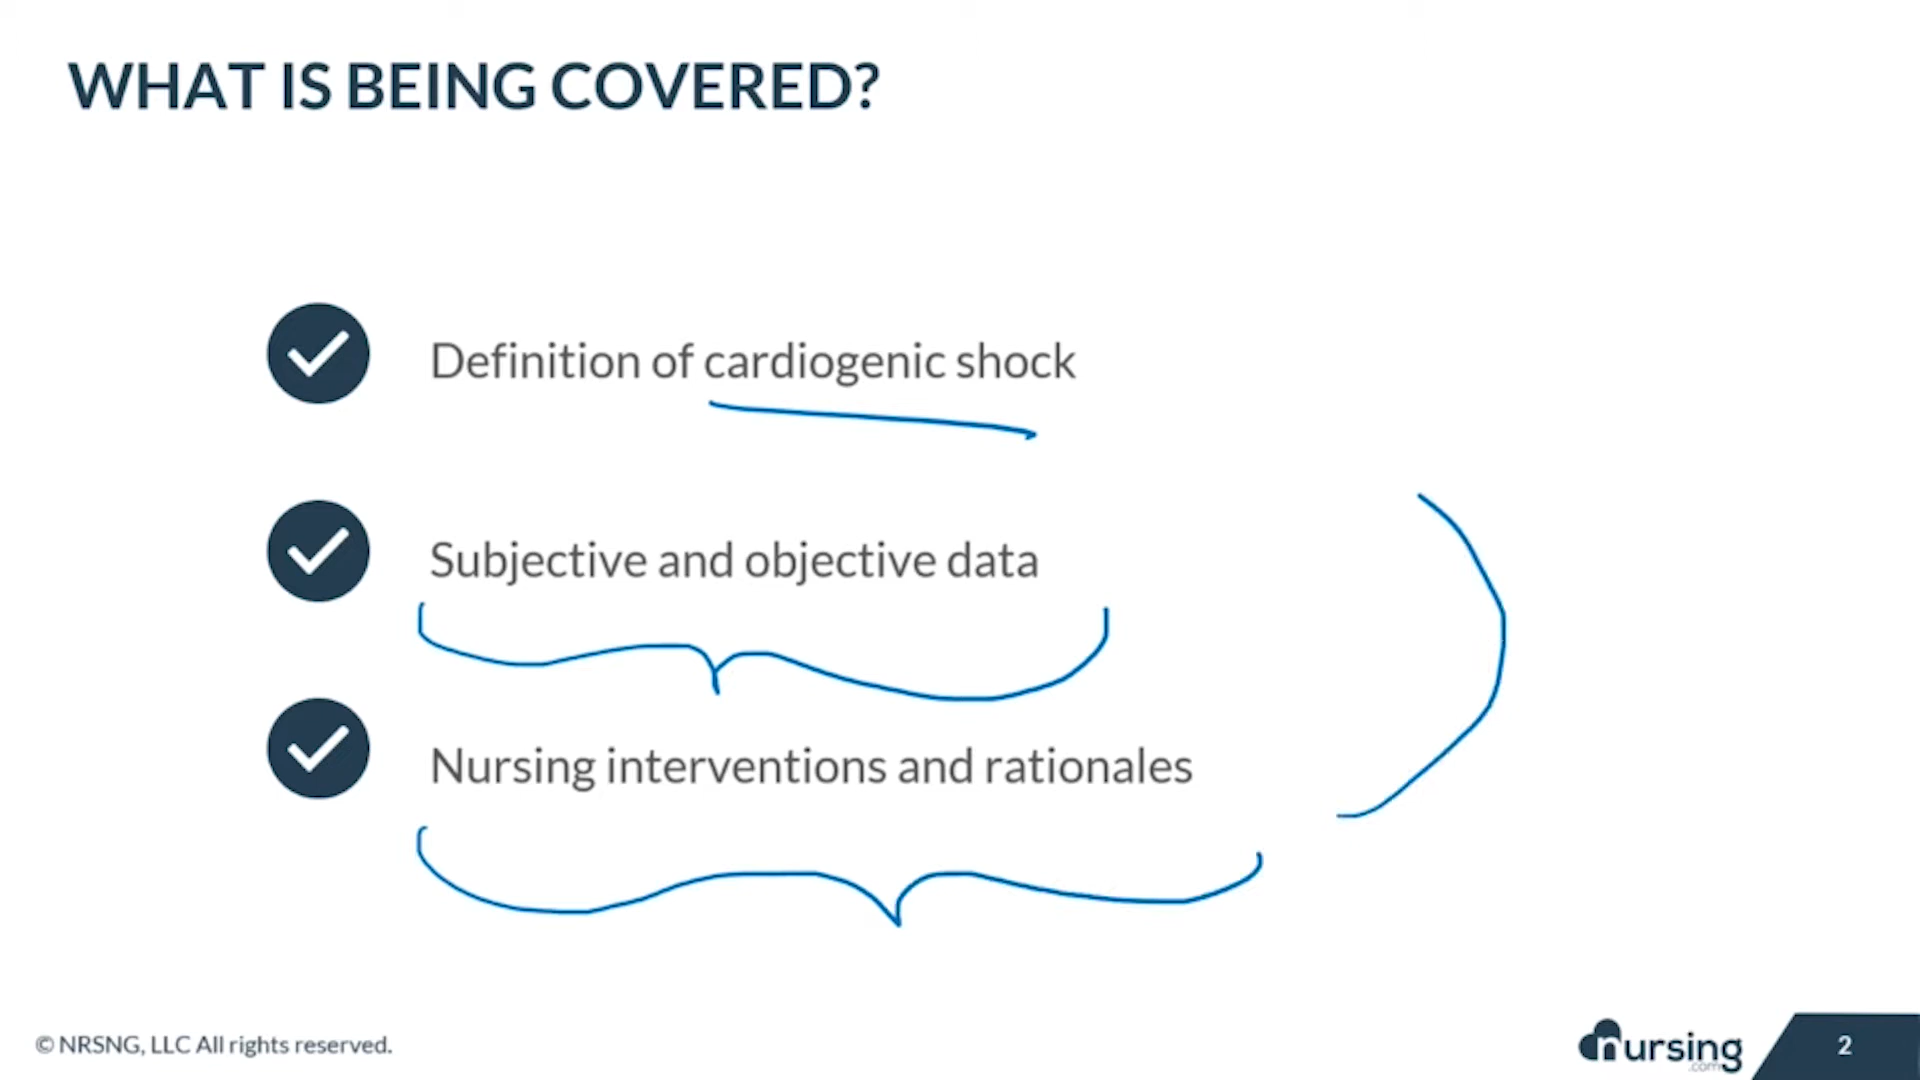 WHAT IS BEING COVERED?
Definition of cardiogenic shock
Subjective and objective data
Nursing interventions and rationales
© NRSNG, LLC All rights reserved.
nursing
.com
2